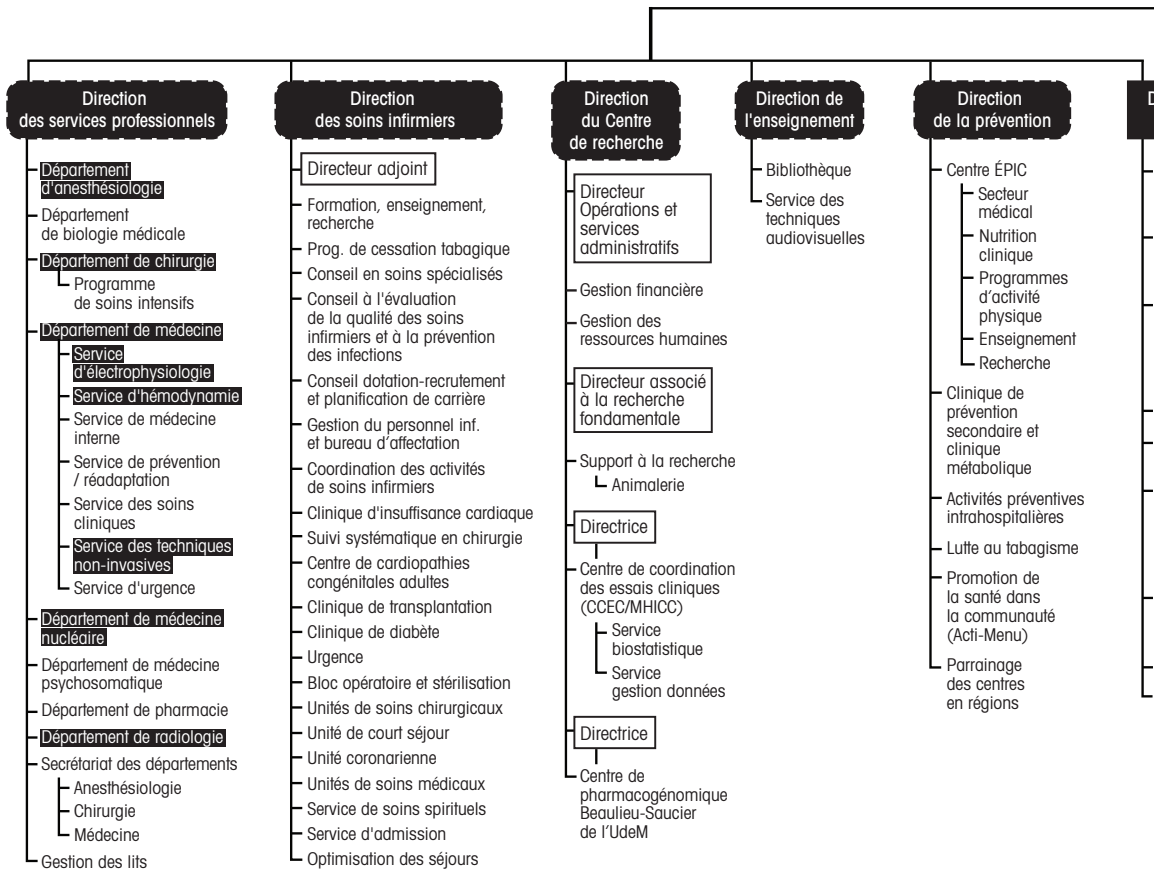 Direction
des services professionnels
Département
d'anesthésiologie
Département
de biologie médicale
Département de chirurgie
Programme
de soins intensifs
Département de médecine
Service
d'électrophysiologie
Service d'hémodynamie
Service de médecine
interne
Service de prévention
/ réadaptation
Service des soins
cliniques
Service des techniques
non-invasives
Service d'urgence
Département de médecine
nucléaire
Département de médecine
psychosomatique
Département de pharmacie
Département de radiologie
Secrétariat des départements
Anesthésiologie
Chirurgie
Médecine
Gestion des lits
Direction
des soins infirmiers
Directeur adjoint
Formation, enseignement,
recherche
Prog. de cessation tabagique
Conseil en soins spécialisés
Conseil à l'évaluation
de la qualité des soins
infirmiers et à la prévention
des infections
Conseil dotation-recrutement
et planification de carrière
Gestion du personnel inf.
et bureau d’affectation
Coordination des activités
de soins infirmiers
Clinique d'insuffisance cardiaque
Suivi systématique en chirurgie
Centre de cardiopathies
congénitales adultes
Clinique de transplantation
Clinique de diabète
Urgence
Bloc opératoire et stérilisation
Unités de soins chirurgicaux
Unité de court séjour
Unité coronarienne
Unités de soins médicaux
Service de soins spirituels
Service d'admission
Optimisation des séjours
Direction
du Centre
de recherche
Directeur
Opérations et
services
administratifs
Gestion financière
Gestion des
ressources humaines
Directeur associé
à la recherche
fondamentale
Support à la recherche
Animalerie
Directrice
Centre de coordination
des essais cliniques
(CCEC/MHICC)
Service
biostatistique
Service
gestion données
Directrice
Centre de
pharmacogénomique
Beaulieu-Saucier
de l’UdeM
Direction de
l'enseignement
Bibliothèque
Service des
techniques
audiovisuelles
Direction
de la prévention
Centre ÉPIC
Secteur
médical
Nutrition
clinique
Programmes
d’activité
physique
Enseignement
Recherche
Clinique de
prévention
secondaire et
clinique
métabolique
Activités préventives
intrahospitalières
Lutte au tabagisme
Promotion de
la santé dans
la communauté
(Acti-Menu)
Parrainage
des centres
en régions